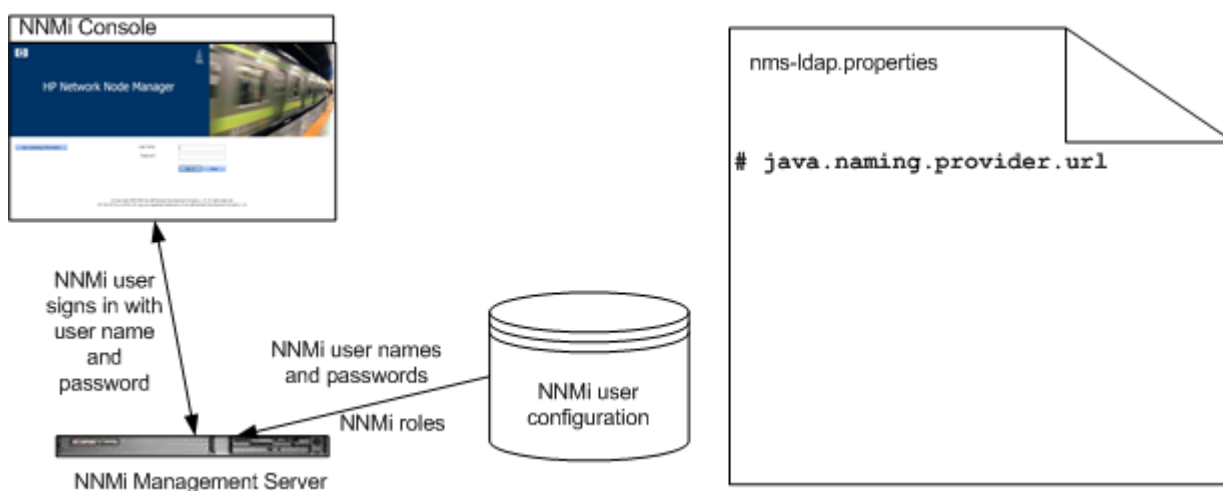 NNMi Console
HP Network Node Manager
nms-ldap.properties
# java.naming.provider.url
NNMi user
signs in with
user name
and
password
NNMi user names
and passwords
NNMi roles
NNMi user
configuration
NNMi Management Server